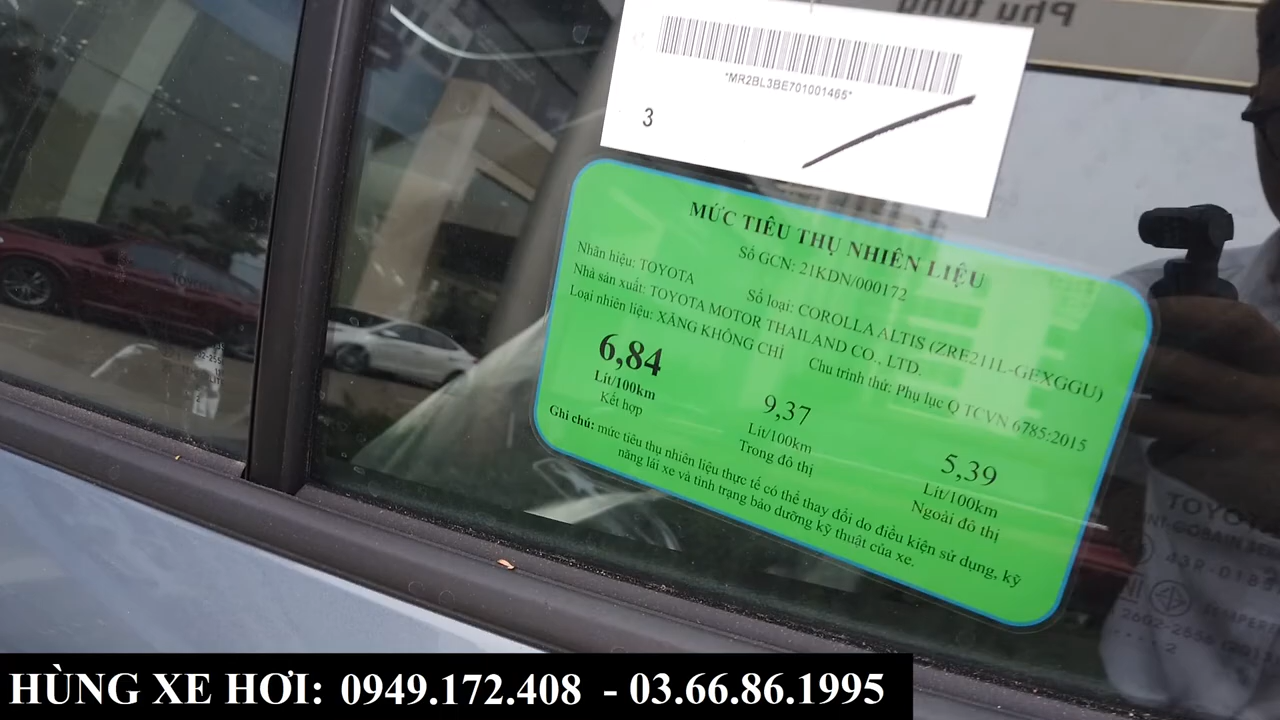 Phụ tùng
*MR2BL3BE701001465*
3
MỨC TIÊU THỤ NHIÊN LIỆU
Số GCN: 21KDN/000172
Nhãn hiệu: TOYOTA
Số loại: COROLLA ALTIS (ZRE211L-GEXGGU)
Nhà sản xuất: TOYOTA MOTOR THAILAND CO., LTD.
Loại nhiên liệu: XĂNG KHÔNG CHÌ
Chu trình thử: Phụ lục Q TCVN 6785:2015
6,84
Lít/100km
Kết hợp
9,37
Lít/100km
Trong đô thị
5,39
Lít/100km
Ngoài đô thị
Ghi chú: mức tiêu thụ nhiên liệu thực tế có thể thay đổi do điều kiện sử dụng, kỹ
năng lái xe và tình trạng bảo dưỡng kỹ thuật của xe.
TOYOTA
43R-0188
HÙNG XE HƠI: 0949.172.408 - 03.66.86.1995